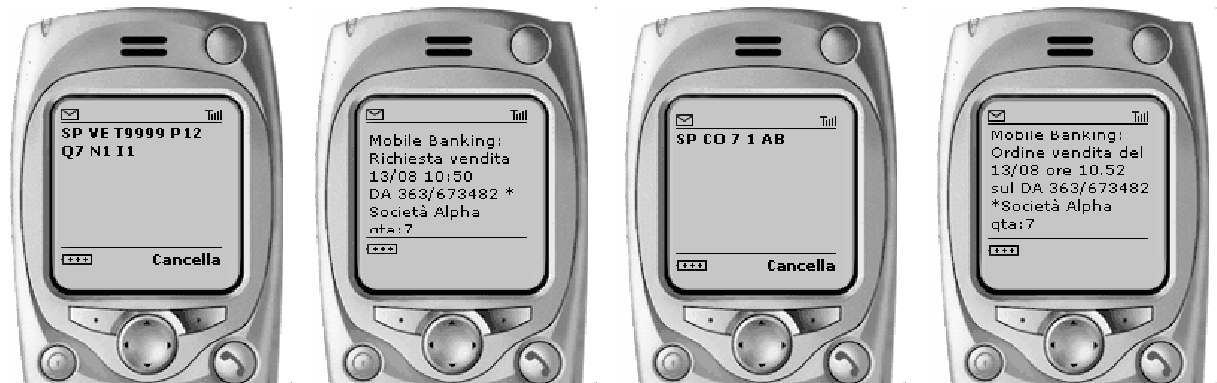 SP VE T9999 P12
Q7 N1 I1
Cancella
Mobile Banking:
Richiesta vendita
13/08 10:50
DA 363/673482 *
Società Alpha
qta:7
SP CO 7 1 AB
Cancella
Mobile Banking:
Ordine vendita del
13/08 ore 10.52
sul DA 363/673482
*Società Alpha
qta:7